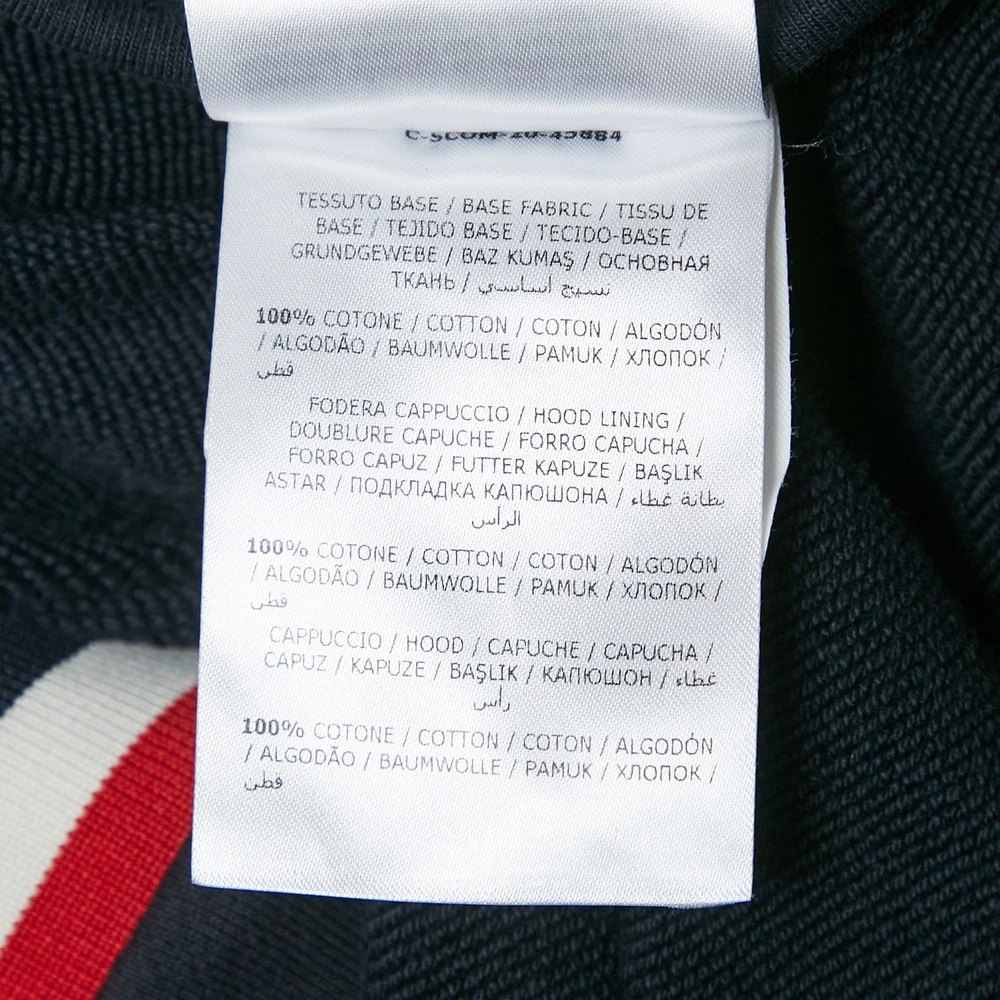 C-SCOM-20-45884
TESSUTO BASE / BASE FABRIC / TISSU DE
BASE / TEJIDO BASE / TECIDO-BASE /
GRUNDGEWEBE / BAZ KUMAŞ / ОСНОВНАЯ
ТКАНЬ / نسيج أساسي
100% COTONE / COTTON / COTON / ALGODÓN
/ ALGODÃO / BAUMWOLLE / PAMUK / ХЛОПОК /
قطن
FODERA CAPPUCCIO / HOOD LINING /
DOUBLURE CAPUCHE / FORRO CAPUCHA /
FORRO CAPUZ / FUTTER KAPUZE / BAŞLIK
ASTAR / ПОДКЛАДКА КАПЮШОНА / بطانة غطاء
الرأس
100% COTONE / COTTON / COTON / ALGODÓN
/ ALGODÃO / BAUMWOLLE / PAMUK / ХЛОПОК /
قطن
CAPPUCCIO / HOOD / CAPUCHE / CAPUCHA /
CAPUZ / KAPUZE / BAŞLIK / КАПЮШОН / غطاء
رأس
100% COTONE / COTTON / COTON / ALGODÓN
/ ALGODÃO / BAUMWOLLE / PAMUK / ХЛОПОК /
قطن